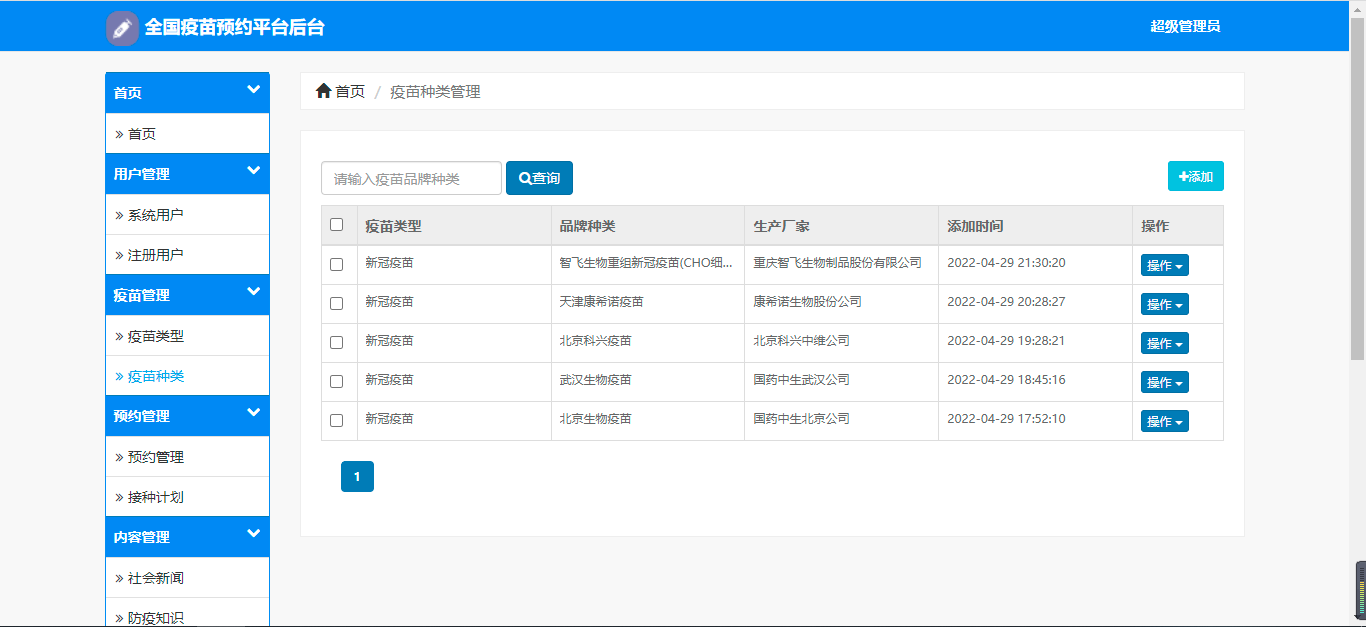 全国疫苗预约平台后台
超级管理员
首页
» 首页
用户管理
» 系统用户
» 注册用户
疫苗管理
» 疫苗类型
» 疫苗种类
预约管理
» 预约管理
» 接种计划
内容管理
» 社会新闻
» 防疫知识
首页 / 疫苗种类管理
请输入疫苗品牌种类 查询 添加
疫苗类型 品牌种类 生产厂家 添加时间 操作
新冠疫苗 智飞生物重组新冠疫苗(CHO细... 重庆智飞生物制品股份有限公司 2022-04-29 21:30:20 操作
新冠疫苗 天津康希诺疫苗 康希诺生物股份公司 2022-04-29 20:28:27 操作
新冠疫苗 北京科兴疫苗 北京科兴中维公司 2022-04-29 19:28:21 操作
新冠疫苗 武汉生物疫苗 国药中生武汉公司 2022-04-29 18:45:16 操作
新冠疫苗 北京生物疫苗 国药中生北京公司 2022-04-29 17:52:10 操作
1